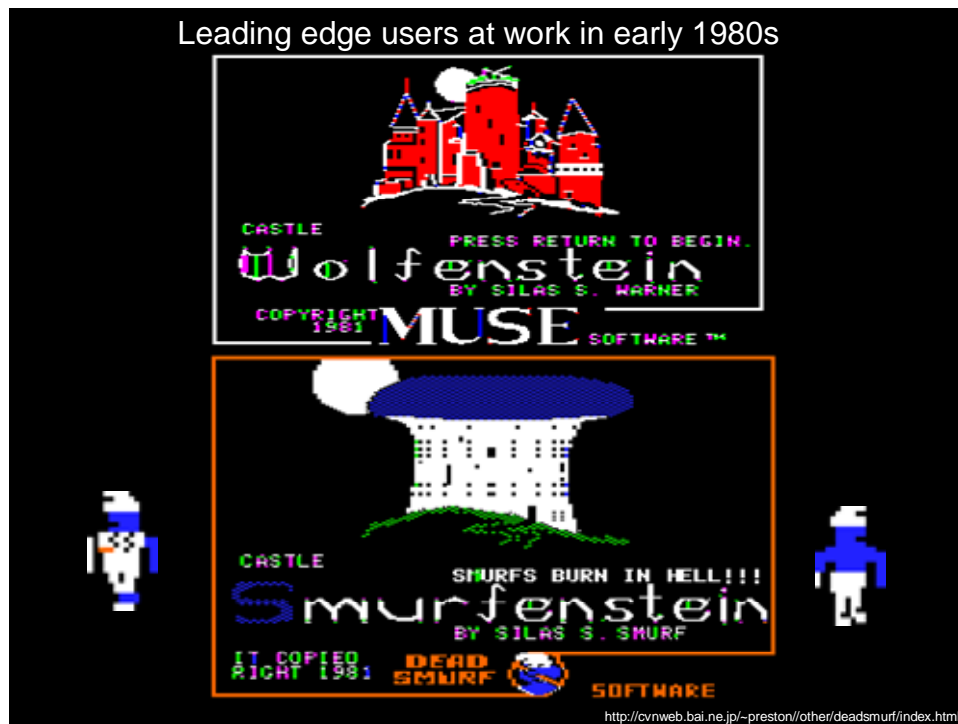 Leading edge users at work in early 1980s
CASTLE
PRESS RETURN TO BEGIN.
Wolfenstein
BY SILAS S. WARNER
COPYRIGHT
1981
MUSE
SOFTWARE™
CASTLE
SMURFS BURN IN HELL!!!
Smurfenstein
BY SILAS S. SMURF
IT COPIED
RIGHT 1981
DEAD
SMURF
SOFTWARE
http://cvnweb.bai.ne.jp/~preston//other/deadsmurf/index.htm